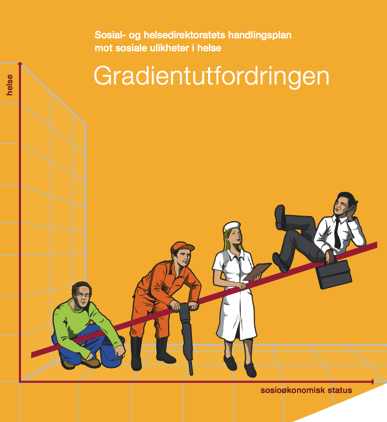 Sosial- og helsedirektoratets handlingsplan
mot sosiale ulikheter i helse
Gradientutfordringen
helse
sosioøkonomisk status